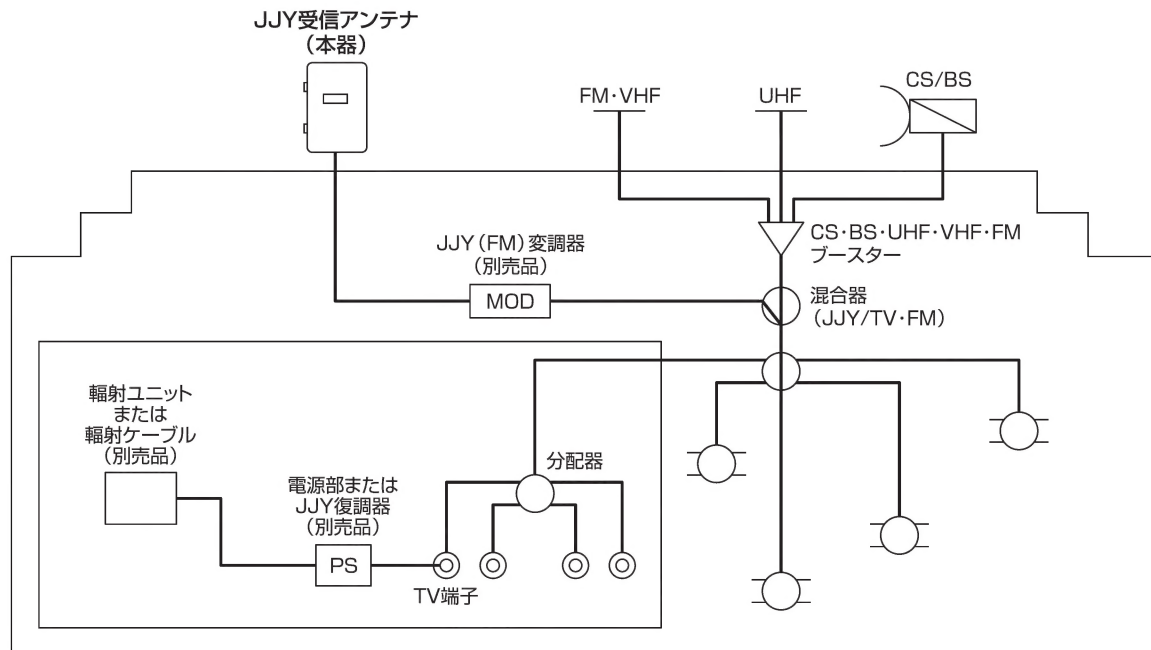 JJY受信アンテナ
（本器）
FM･VHF
UHF
CS/BS
CS･BS･UHF･VHF･FM
ブースター
JJY（FM）変調器
（別売品）
MOD
混合器
（JJY/TV･FM）
輻射ユニット
または
輻射ケーブル
（別売品）
電源部または
JJY復調器
（別売品）
PS
分配器
TV端子